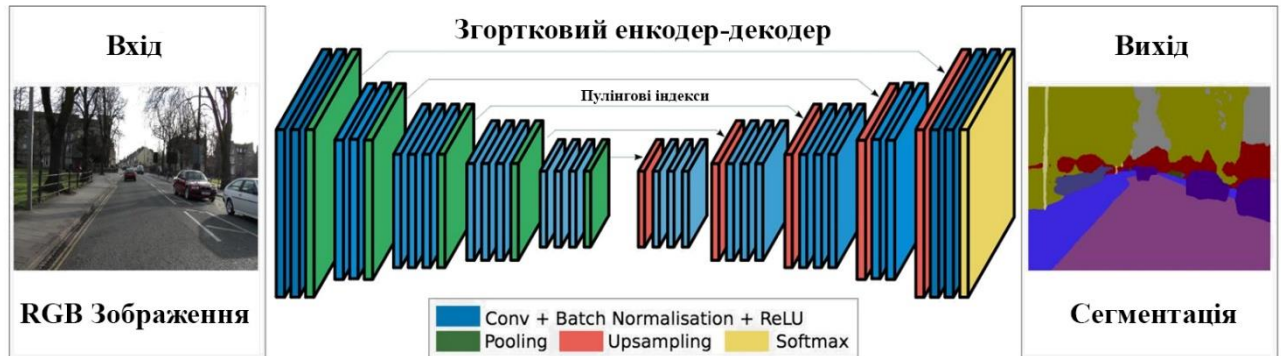 Вхід
RGB Зображення
Згортковий енкодер-декодер
Пулінгові індекси
Conv + Batch Normalisation + ReLU
Pooling
Upsampling
Softmax
Вихід
Сегментація